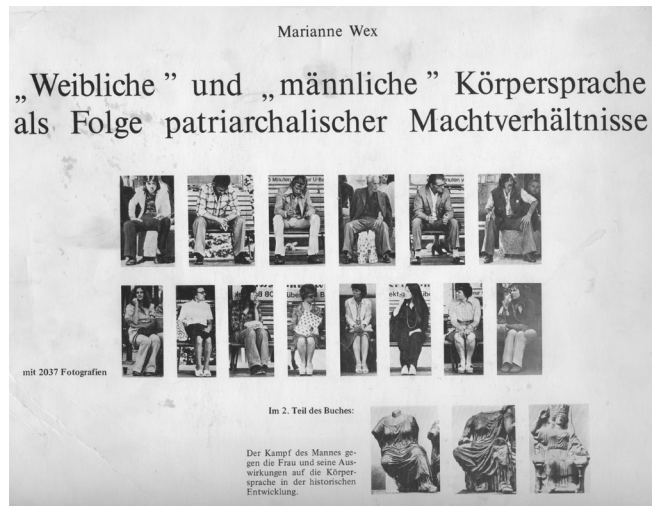 Marianne Wex
„Weibliche” und „männliche” Körpersprache
als Folge patriarchalischer Machtverhältnisse
mit 2037 Fotografien
Im 2. Teil des Buches:
Der Kampf des Mannes ge-
gen die Frau und seine Aus-
wirkungen auf die Körper-
sprache in der historischen
Entwicklung.